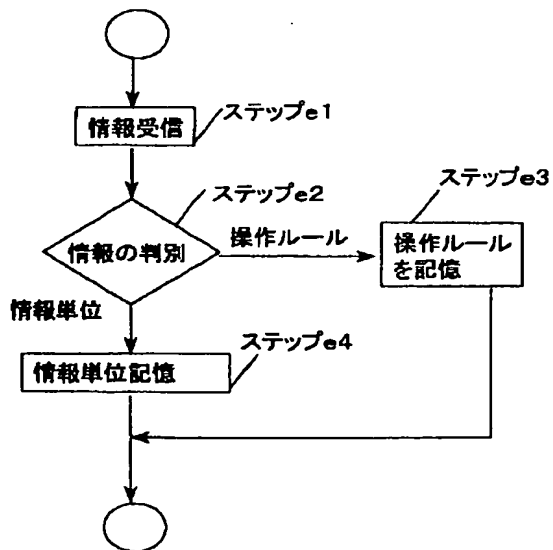 ステップe1
情報受信
ステップe2
ステップe3
情報の判別
操作ルール
操作ルール
を記憶
情報単位
ステップe4
情報単位記憶